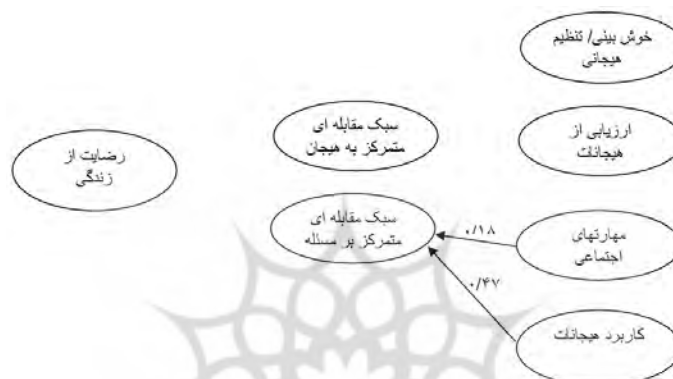 خوش بینی/ تنظیم
هیجانی
سبک مقابله ای
متمرکز به هیجان
ارزیابی از
هیجانات
رضایت از
زندگی
سبک مقابله ای
متمرکز بر مسئله
۰/۱۸
مهارتهای
اجتماعی
۰/۴۷
کاربرد هیجانات